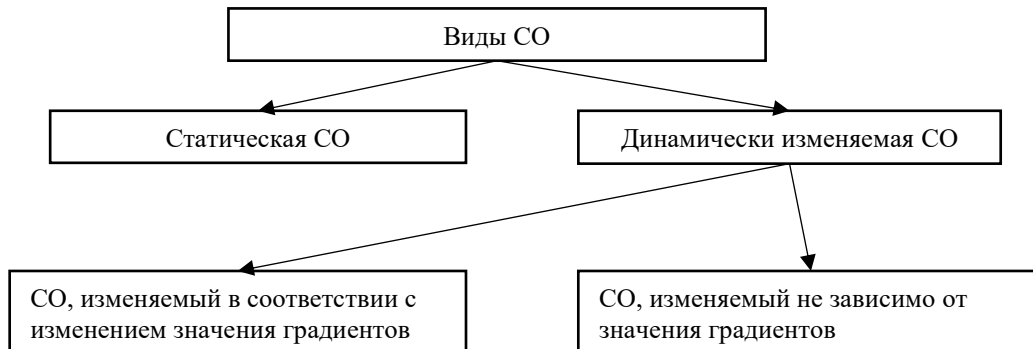 Виды СО
Статическая СО
Динамически изменяемая СО
СО, изменяемый в соответствии с
изменением значения градиентов
СО, изменяемый не зависимо от
значения градиентов